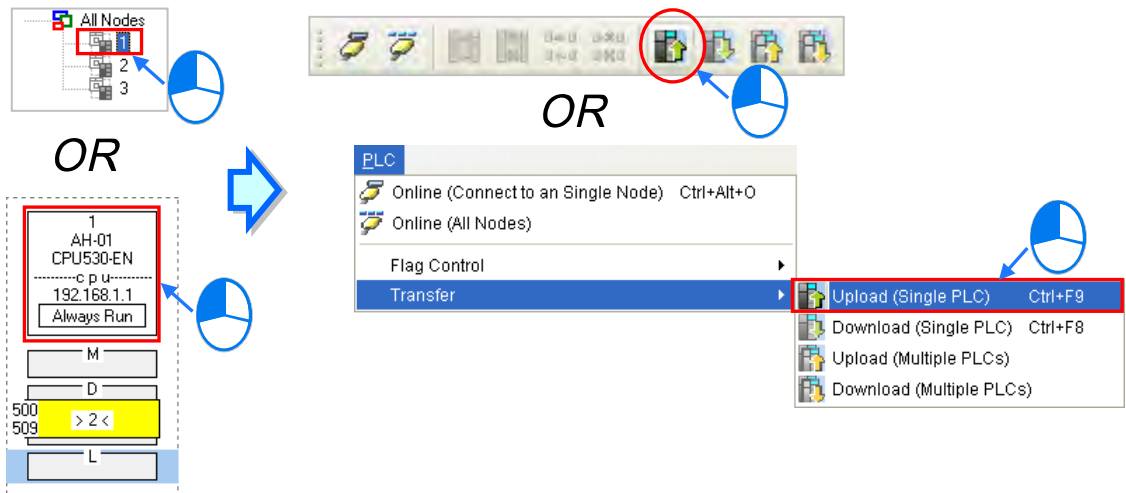 All Nodes
1
2
3
OR
1
AH-01
CPU530-EN
---------c p u---------
192.168.1.1
Always Run
M
D
500
509
> 2 <
L
OR
PLC
Online (Connect to an Single Node) Ctrl+Alt+O
Online (All Nodes)
Flag Control
Transfer
Upload (Single PLC) Ctrl+F9
Download (Single PLC) Ctrl+F8
Upload (Multiple PLCs)
Download (Multiple PLCs)